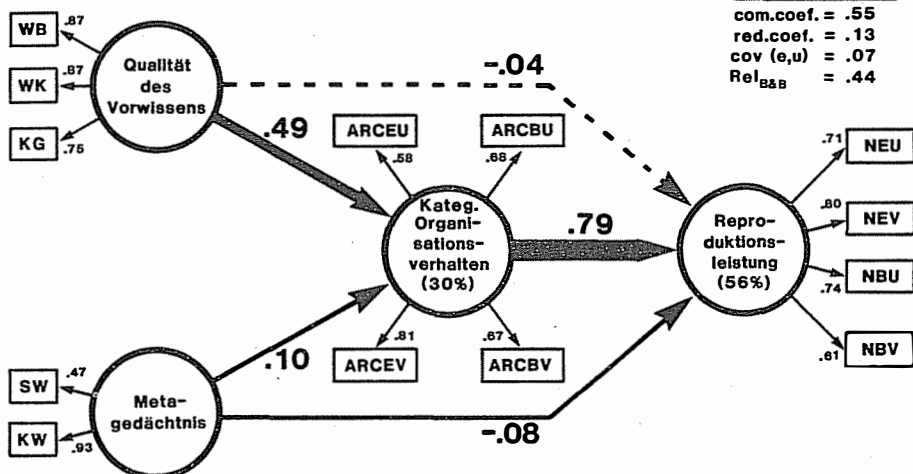 com.coef. = .55
red.coef. = .13
cov (e,u) = .07
Rel B&B = .44
WB
.87
WK
.87
KG
.75
Qualität
des
Vorwissens
-.04
.49
ARCEU
.58
ARCBU
.68
Kateg.
Organi-
sations-
verhalten
(30%)
.79
Repro-
duktions-
leistung
(56%)
.71
NEU
.80
NEV
.74
NBU
.61
NBV
.81
ARCEV
.67
ARCBV
.10
SW
.47
KW
.93
Meta-
gedächtnis
-.08